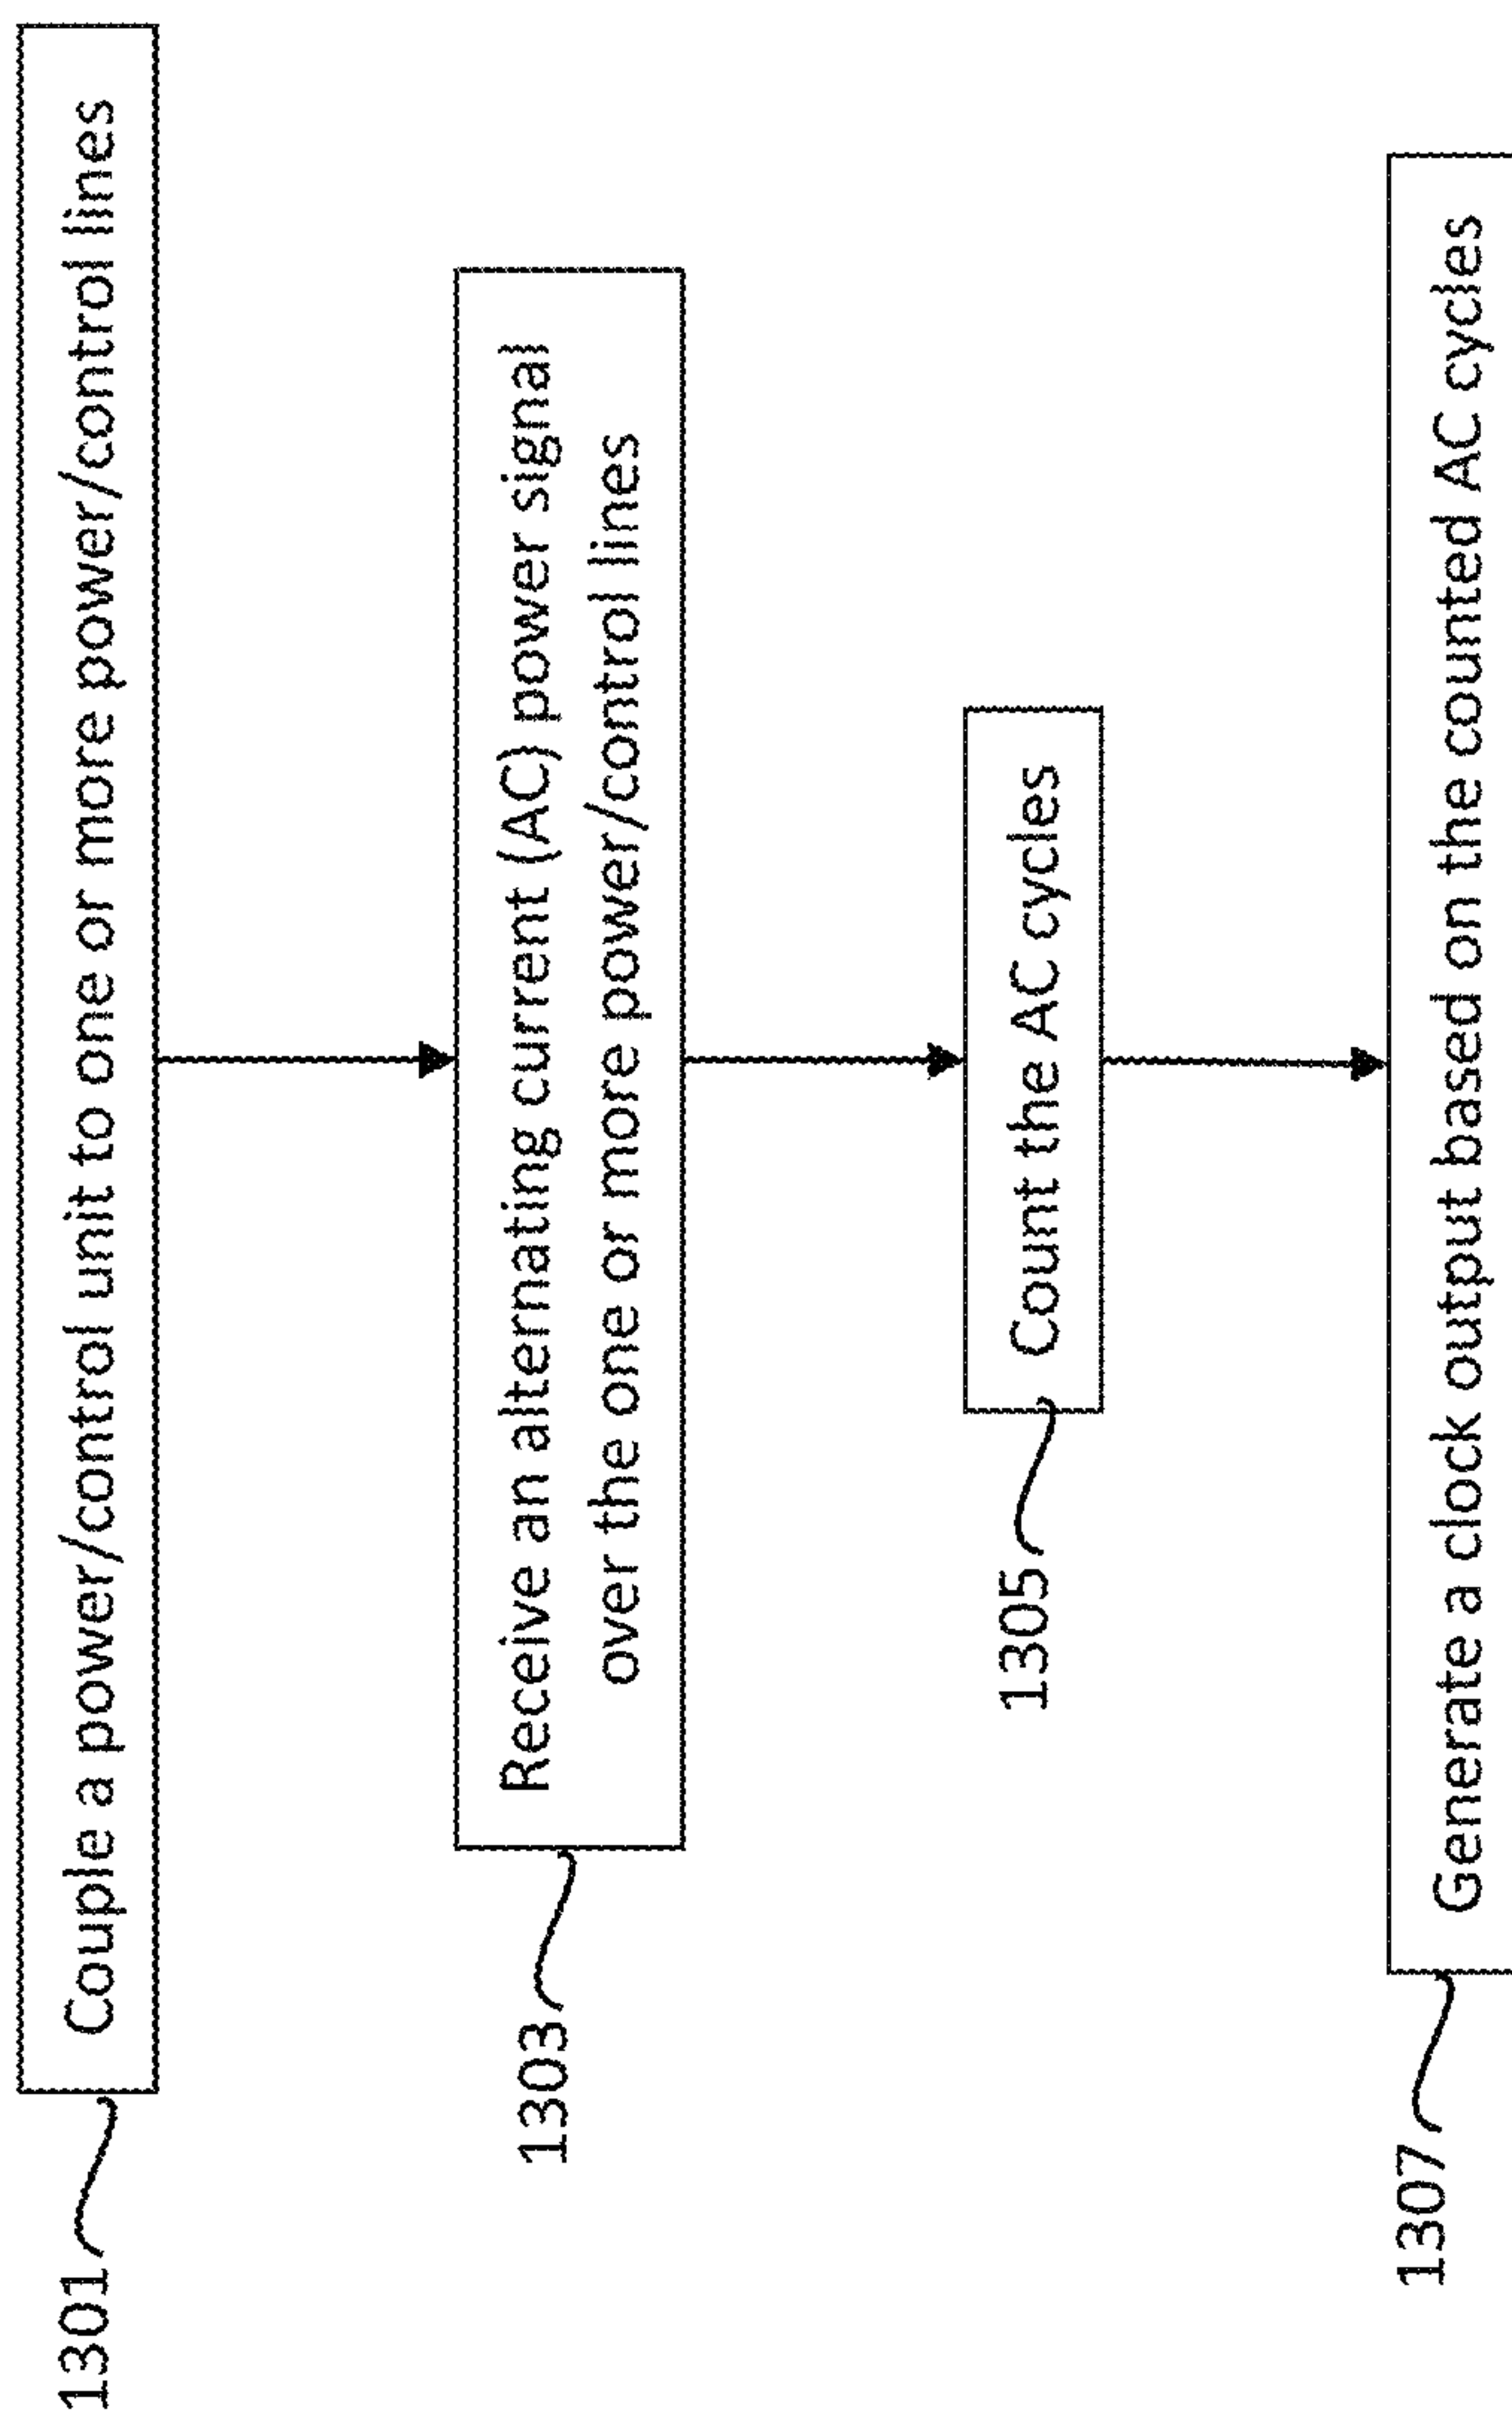 1301
Couple a power/control unit to one or more power/control lines
1303
Receive an alternating current (AC) power signal
over the one or more power/control lines
1305
Count the AC cycles
1307
Generate a clock output based on the counted AC cycles